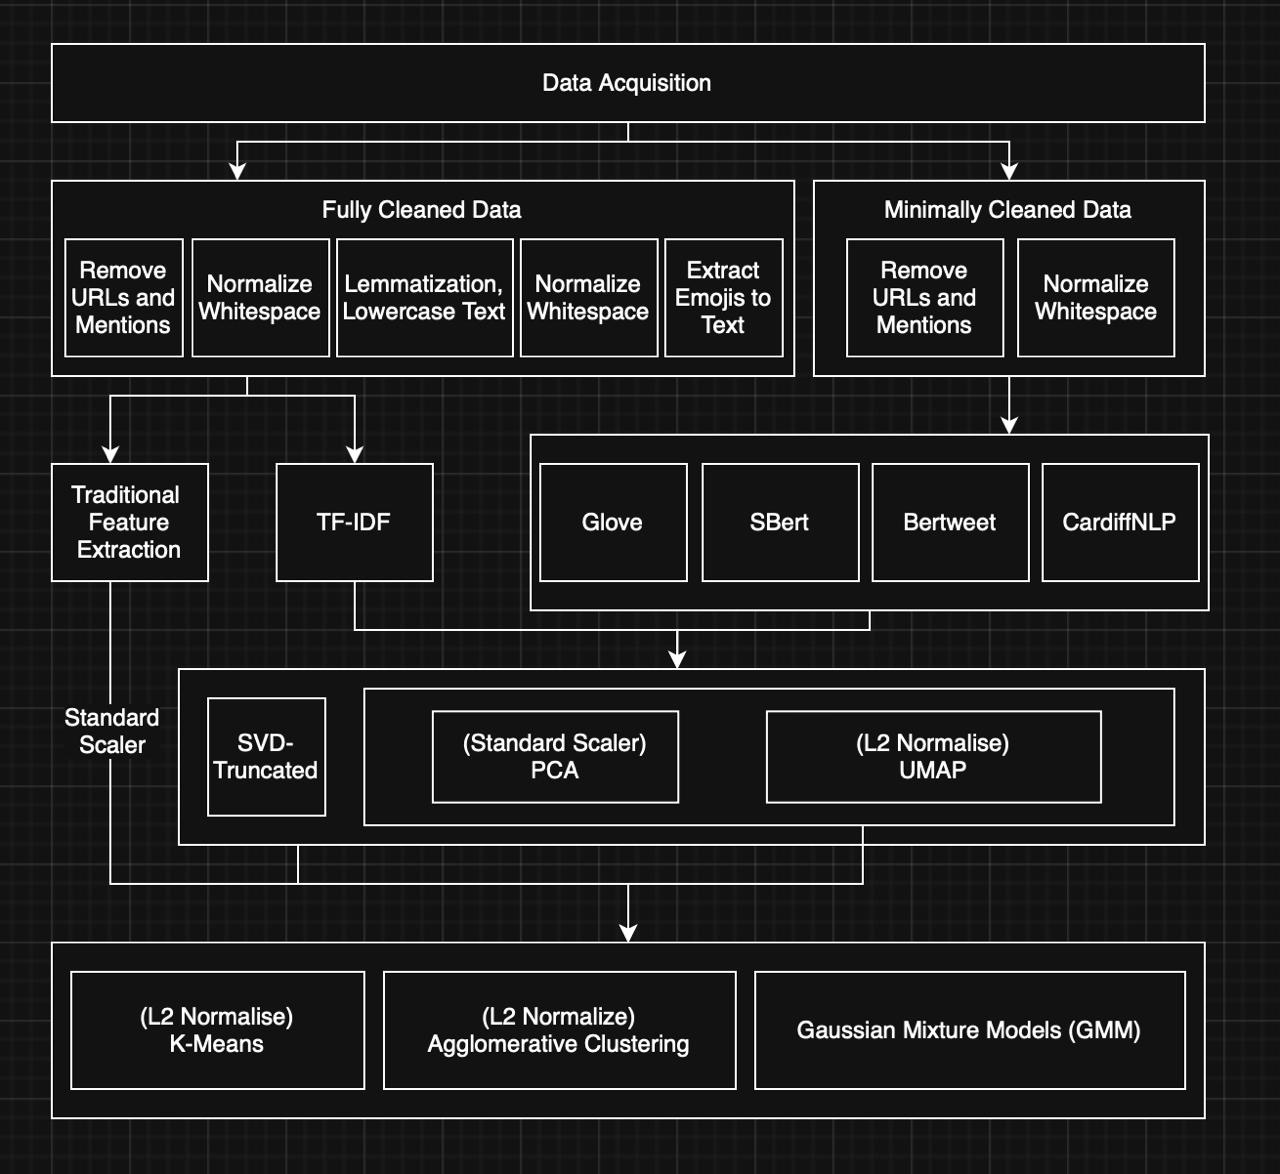 Data Acquisition
Fully Cleaned Data
Remove
URLs and
Mentions
Normalize
Whitespace
Lemmatization,
Lowercase Text
Normalize
Whitespace
Extract
Emojis to
Text
Minimally Cleaned Data
Remove
URLs and
Mentions
Normalize
Whitespace
Traditional
Feature
Extraction
TF-IDF
Glove
SBert
Bertweet
CardiffNLP
Standard
Scaler
SVD-
Truncated
(Standard Scaler)
PCA
(L2 Normalise)
UMAP
(L2 Normalise)
K-Means
(L2 Normalize)
Agglomerative Clustering
Gaussian Mixture Models (GMM)